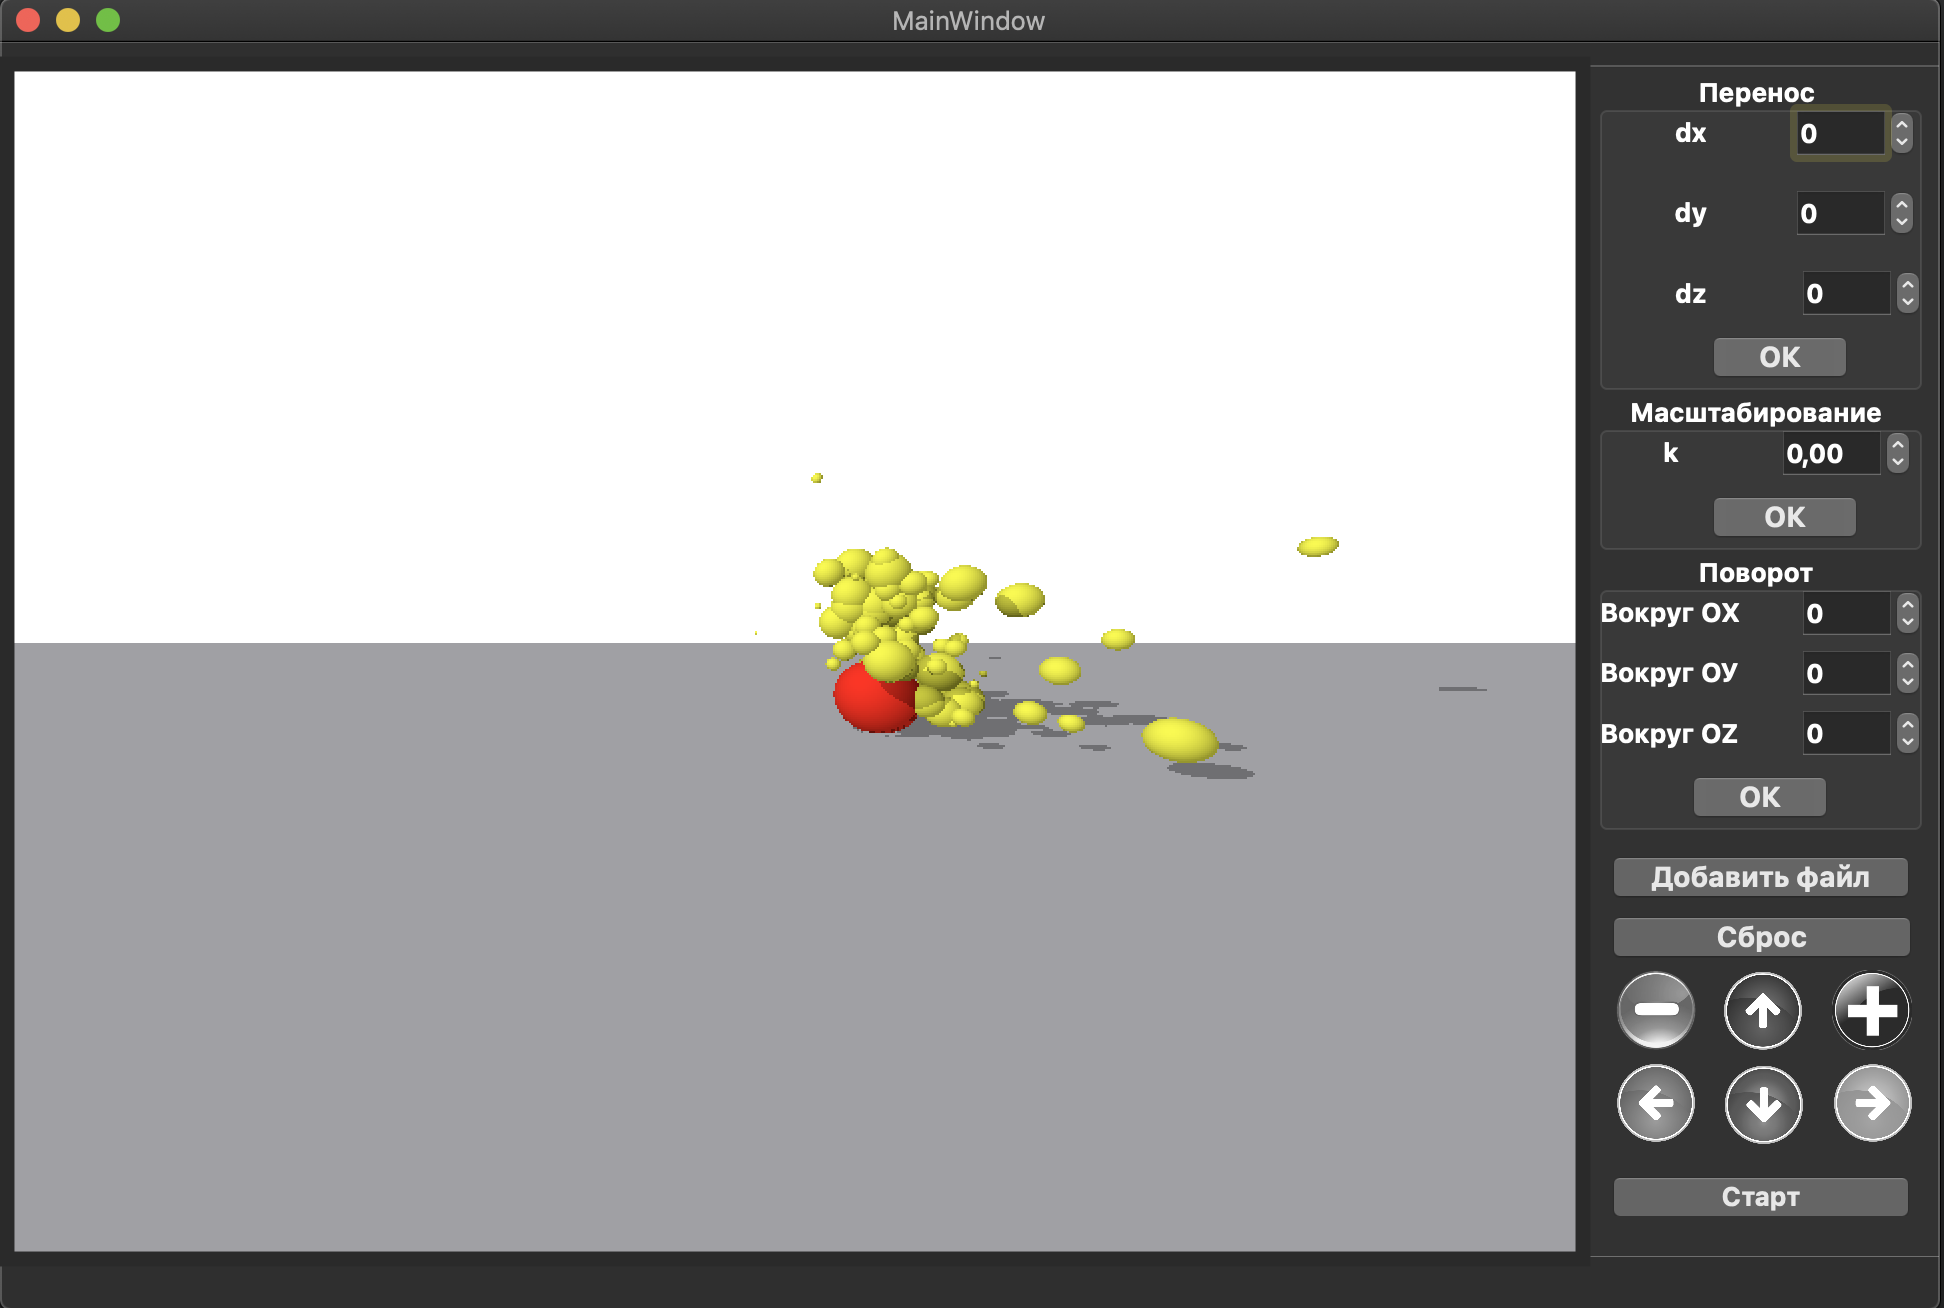 MainWindow
Перенос
dx 0
dy 0
dz 0
OK
Масштабирование
k 0,00
OK
Поворот
Вокруг OX 0
Вокруг ОУ 0
Вокруг OZ 0
OK
Добавить файл
Сброс
Старт